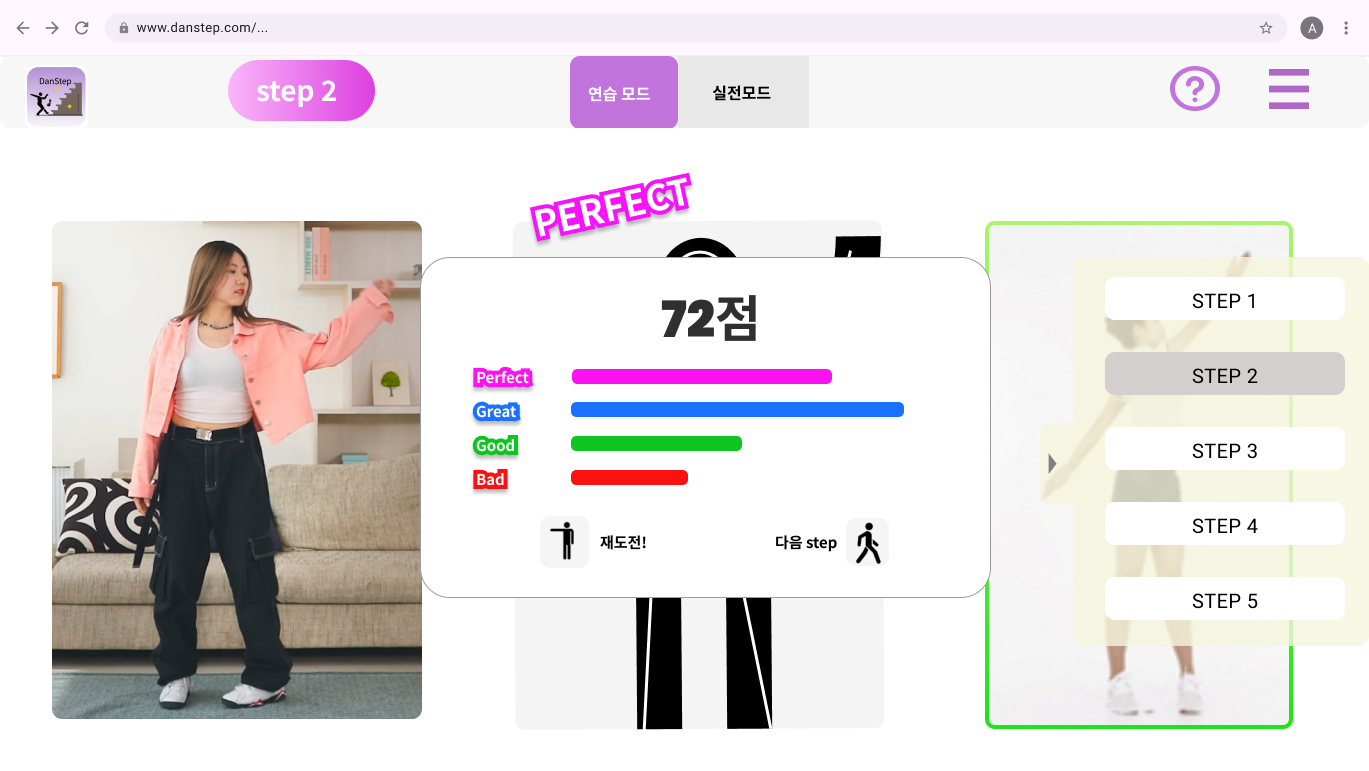 www.danstep.com/...
A
DanStep
step 2
연습 모드
실전모드
?
PERFECT
72점
Perfect
Great
Good
Bad
재도전!
다음 step
STEP 1
STEP 2
STEP 3
STEP 4
STEP 5